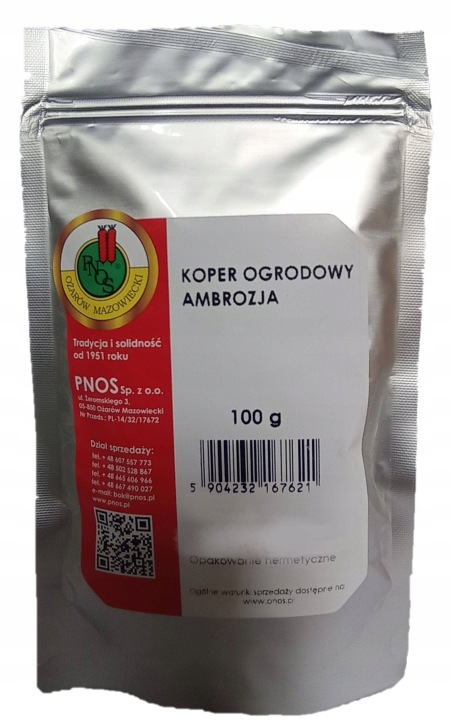 PNOS
OŻARÓW MAZOWIECKI
Tradycja i solidność
od 1951 roku
PNOS Sp. z o.o.
ul. Żeromskiego 3,
05-850 Ożarów Mazowiecki
Nr Przeds.: PL-14/32/17672
Dział sprzedaży:
tel. + 48 607 557 773
tel. + 48 502 528 867
tel. + 48 665 606 966
tel. + 48 667 490 027
e-mail: bok@pnos.pl
www.pnos.pl
KOPER OGRODOWY
AMBROZJA
100 g
5 904232 167621
Opakowanie hermetyczne
Ogólne warunki sprzedaży dostępne na
www.pnos.pl